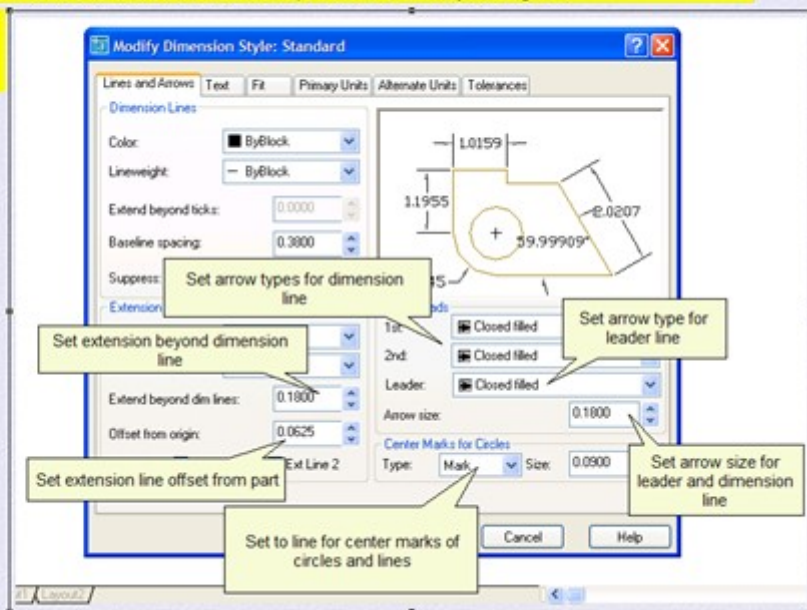 Modify Dimension Style: Standard
Lines and Arrows Text Fit Primary Units Alternate Units Tolerances
Dimension Lines
Color: ByBlock
Lineweight: ByBlock
Extend beyond ticks: 0.0000
Baseline spacing: 0.3800
Suppress:
1.0159
1.1955
2.0207
59.99909°
Set arrow types for dimension
line
Set extension beyond dimension
line
Extend beyond dim lines: 0.1800
Offset from origin: 0.0625
Ext Line 2
Set extension line offset from part
1st: Closed filled
2nd: Closed filled
Leader: Closed filled
Arrow size: 0.1800
Set arrow type for
leader line
Center Marks for Circles
Type: Mark Size: 0.0900
Set arrow size for
leader and dimension
line
Set to line for center marks of
circles and lines
Cancel Help
Layout2